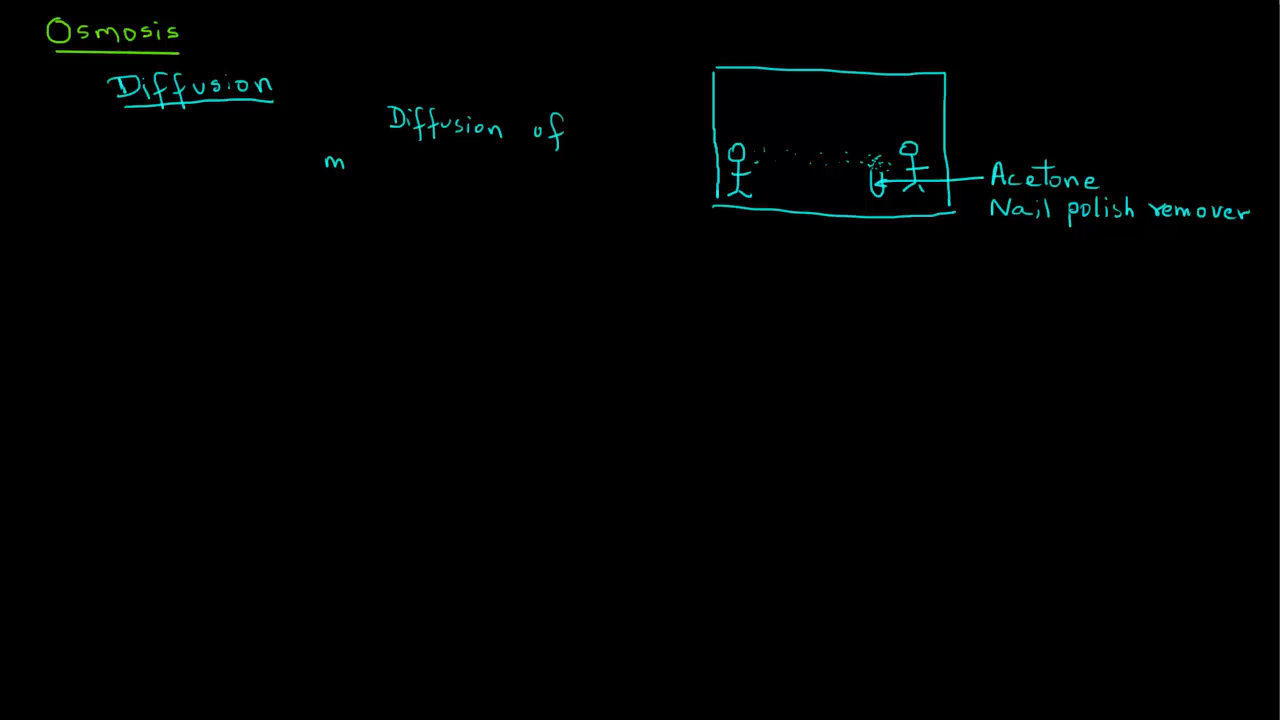 Osmosis
Diffusion
Diffusion of
m
Acetone
Nail polish remover